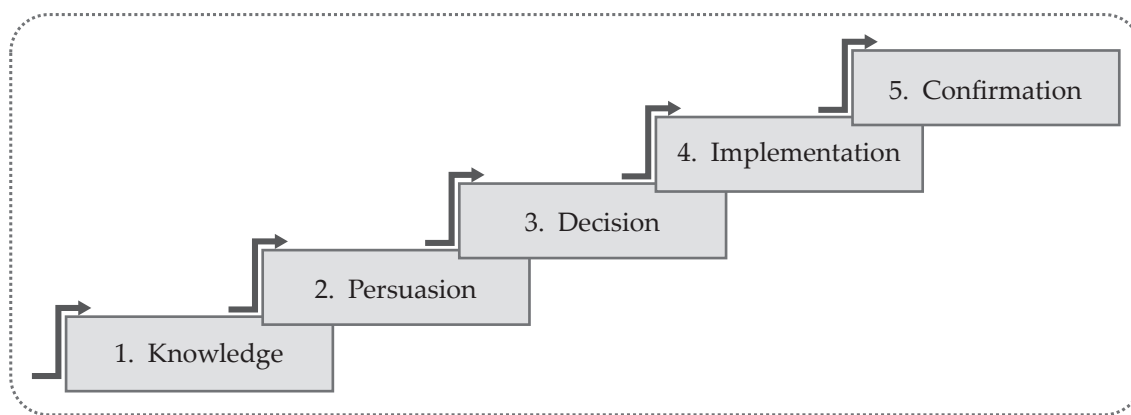 5. Confirmation
4. Implementation
3. Decision
2. Persuasion
1. Knowledge